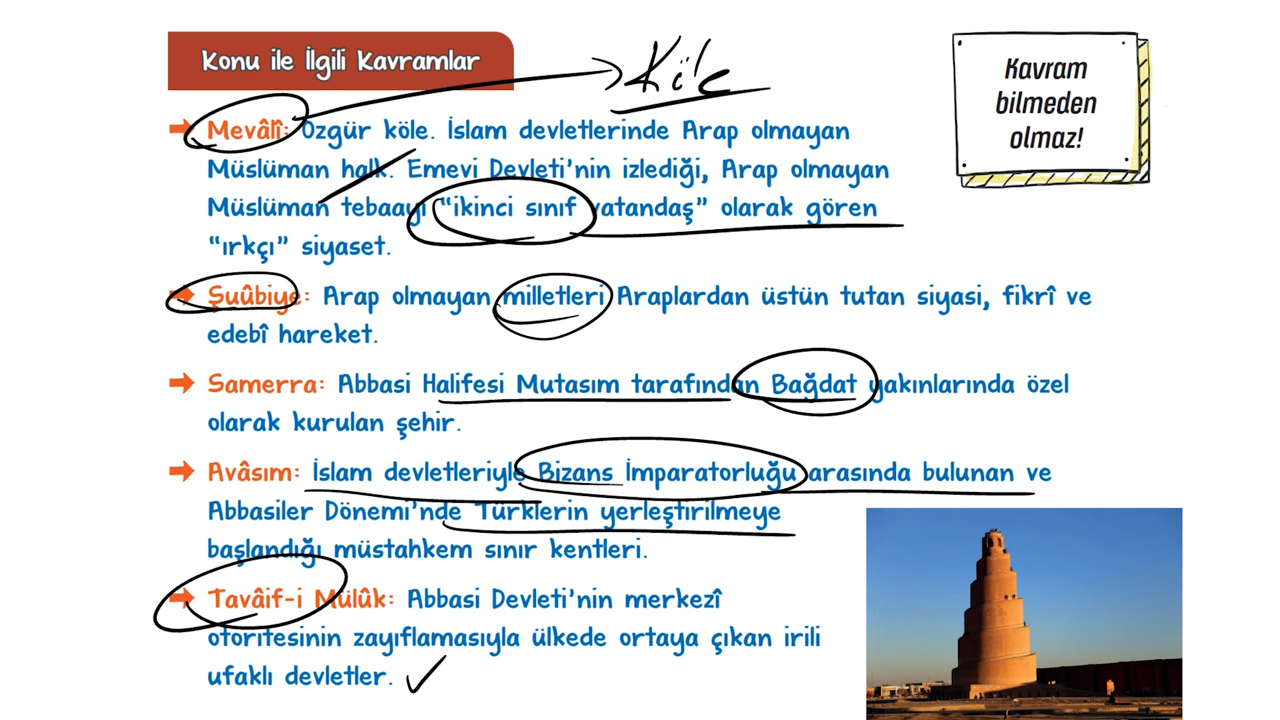 Konu ile İlgili Kavramlar
Köle
Kavram
bilmeden
olmaz!
Mevâlî: Özgür köle. İslam devletlerinde Arap olmayan
Müslüman halk. Emevi Devleti'nin izlediği, Arap olmayan
Müslüman tebaayı “ikinci sınıf vatandaş” olarak gören
“ırkçı” siyaset.
Şuûbiye: Arap olmayan milletleri Araplardan üstün tutan siyasi, fikrî ve
edebî hareket.
Samerra: Abbasi Halifesi Mutasım tarafından Bağdat yakınlarında özel
olarak kurulan şehir.
Avâsım: İslam devletleriyle Bizans İmparatorluğu arasında bulunan ve
Abbasiler Dönemi'nde Türklerin yerleştirilmeye
başlandığı müstahkem sınır kentleri.
Tavâif-i Mülûk: Abbasi Devleti'nin merkezî
otoritesinin zayıflamasıyla ülkede ortaya çıkan irili
ufaklı devletler.